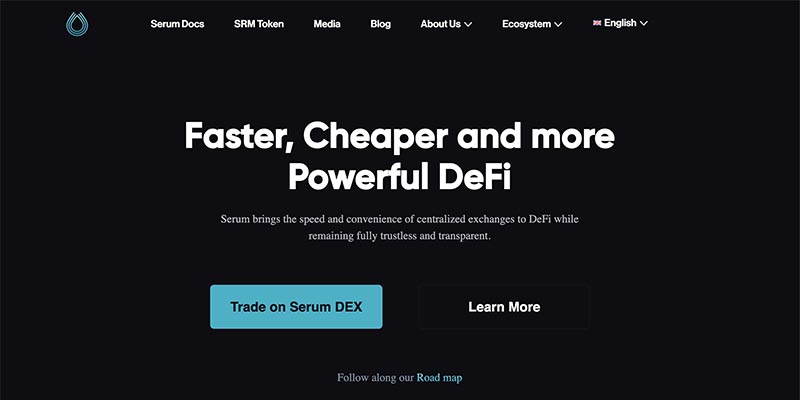 Serum Docs SRM Token Media Blog About Us Ecosystem English
Faster, Cheaper and more
Powerful DeFi
Serum brings the speed and convenience of centralized exchanges to DeFi while
remaining fully trustless and transparent.
Trade on Serum DEX Learn More
Follow along our Road map